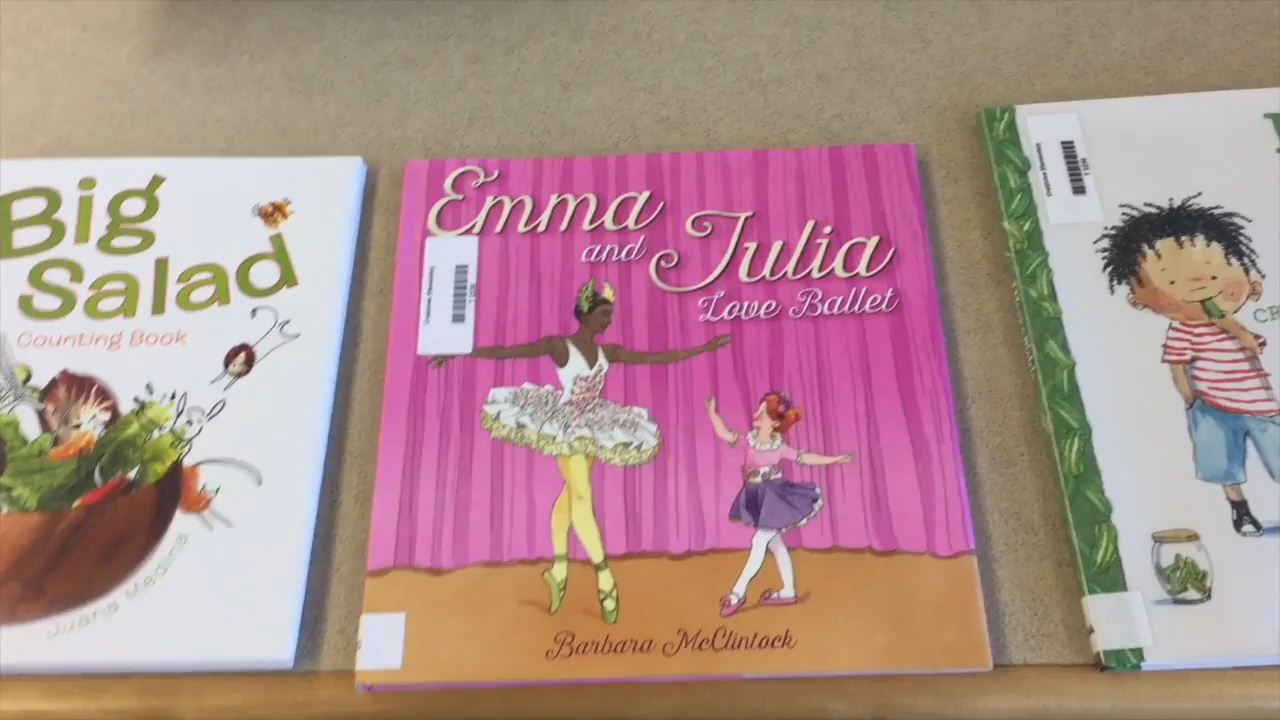 Big
Salad
Counting Book
Juana Medina
Emma
and Julia
Love Ballet
Barbara McClintock